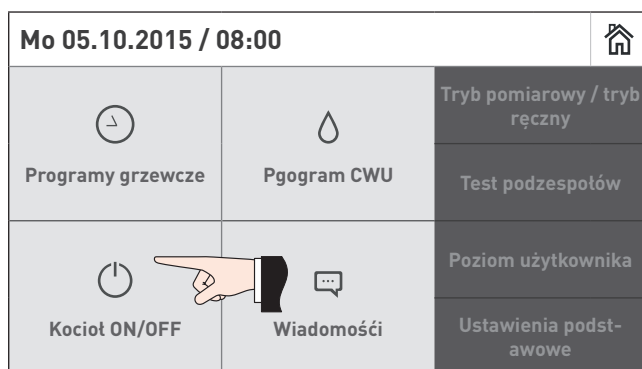 Mo 05.10.2015 / 08:00
Programy grzewcze
Pgogram CWU
Tryb pomiarowy / tryb
ręczny
Test podzespołów
Kocioł ON/OFF
Wiadomośći
Poziom użytkownika
Ustawienia podst-
awowe